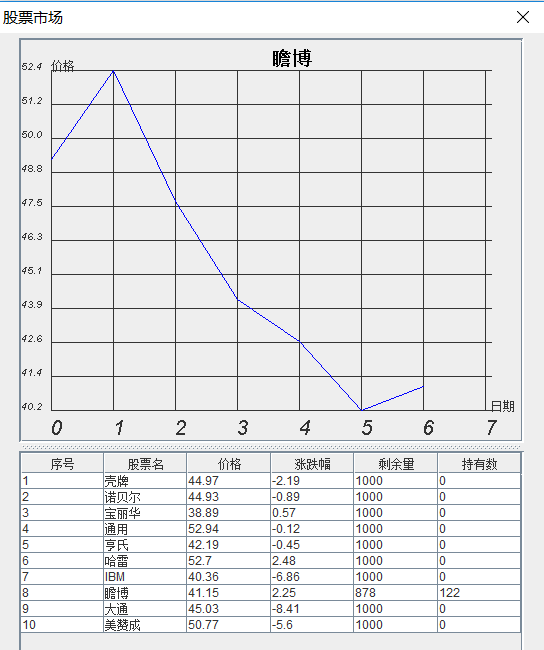 股票市场
瞻博
价格
52.4
51.2
50.0
48.8
47.5
46.3
45.1
43.9
42.6
41.4
40.2
日期
0 1 2 3 4 5 6 7
序号 股票名 价格 涨跌幅 剩余量 持有数
1 壳牌 44.97 -2.19 1000 0
2 诺贝尔 44.93 -0.89 1000 0
3 宝丽华 38.89 0.57 1000 0
4 通用 52.94 -0.12 1000 0
5 亨氏 42.19 -0.45 1000 0
6 哈雷 52.7 2.48 1000 0
7 IBM 40.36 -6.86 1000 0
8 瞻博 41.15 2.25 878 122
9 大通 45.03 -8.41 1000 0
10 美赞成 50.77 -5.6 1000 0